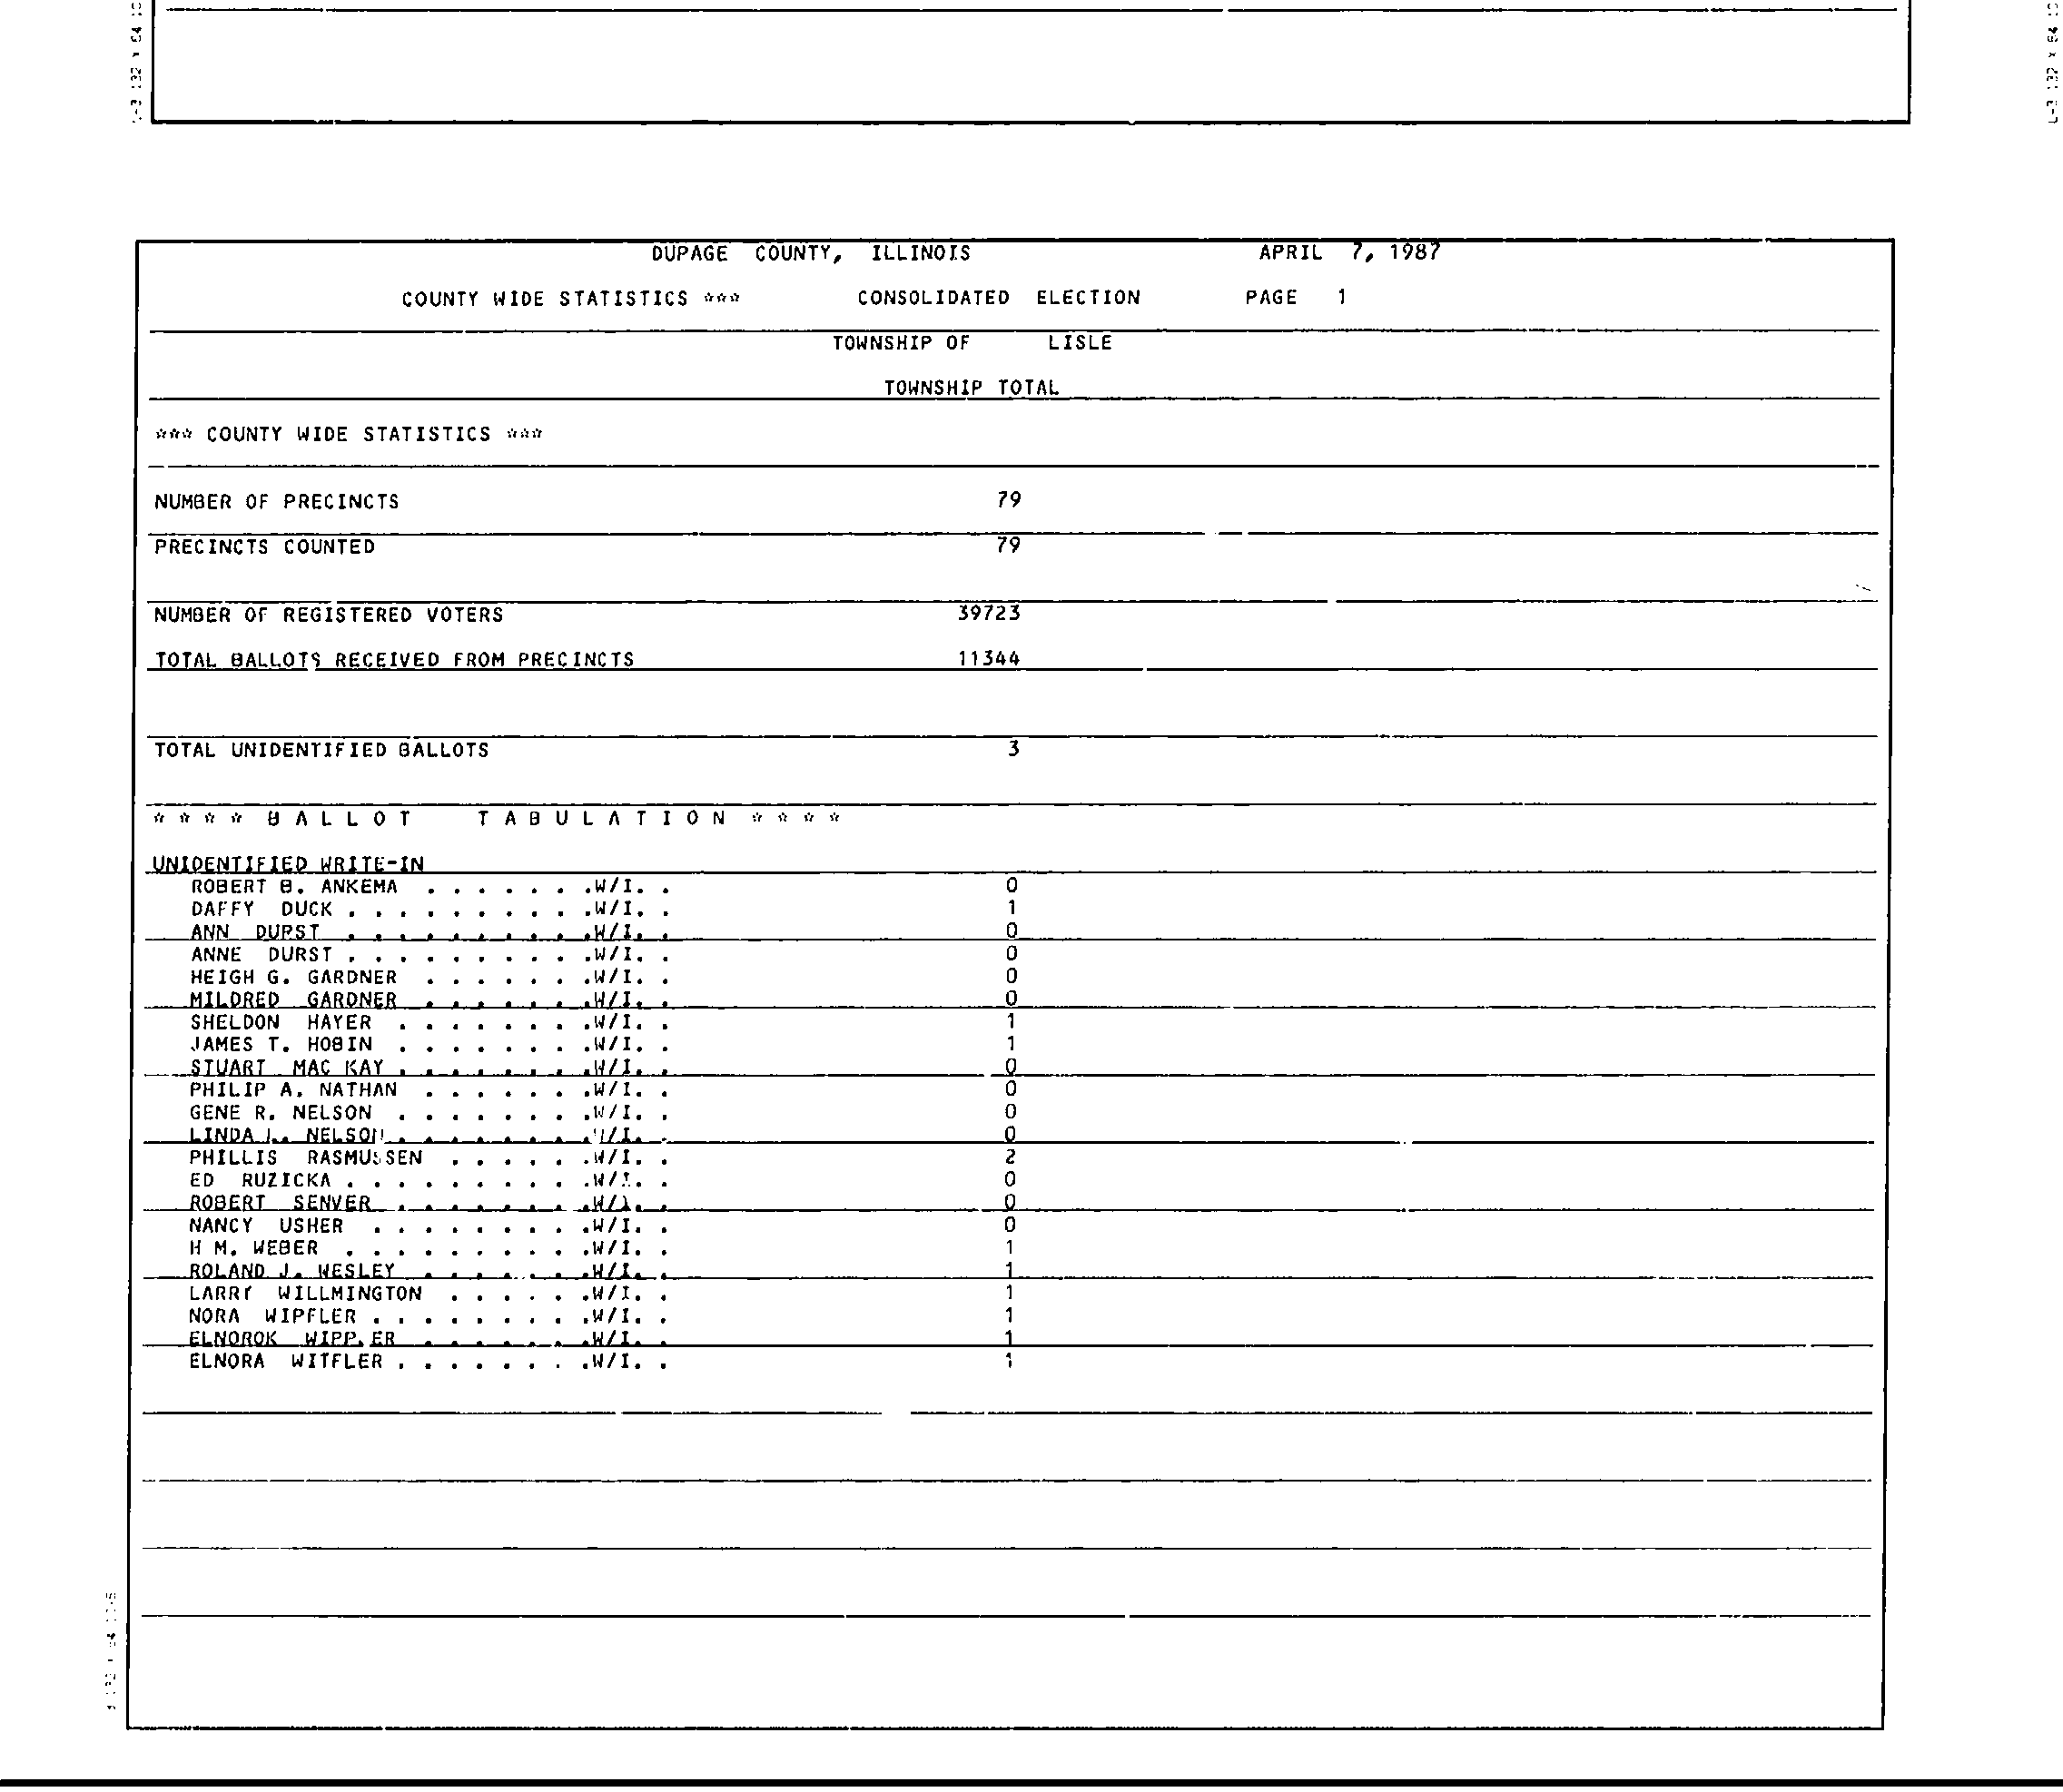 DUPAGE COUNTY, ILLINOIS APRIL 7, 1987
COUNTY WIDE STATISTICS *** CONSOLIDATED ELECTION PAGE 1
TOWNSHIP OF LISLE
TOWNSHIP TOTAL
*** COUNTY WIDE STATISTICS ***
NUMBER OF PRECINCTS 79
PRECINCTS COUNTED 79
NUMBER OF REGISTERED VOTERS 39723
TOTAL BALLOTS RECEIVED FROM PRECINCTS 11344
TOTAL UNIDENTIFIED BALLOTS 3
* * * * B A L L O T T A B U L A T I O N * * * *
UNIDENTIFIED WRITE-IN
ROBERT B. ANKEMA . . . . . . .W/I. . 0
DAFFY DUCK . . . . . . . . . .W/I. . 1
ANN DURST . . . . . . . . . .W/I. . 0
ANNE DURST . . . . . . . . . .W/I. . 0
HEIGH G. GARDNER . . . . . . .W/I. . 0
MILDRED GARDNER . . . . . . .W/I. . 0
SHELDON HAYER . . . . . . . .W/I. . 1
JAMES T. HOBIN . . . . . . . .W/I. . 1
STUART MAC KAY . . . . . . . .W/I. . 0
PHILIP A. NATHAN . . . . . . .W/I. . 0
GENE R. NELSON . . . . . . . .W/I. . 0
LINDA L. NELSON . . . . . . . .W/I. . 0
PHILLIS RASMUSSEN . . . . . .W/I. . 2
ED RUZICKA . . . . . . . . . .W/I. . 0
ROBERT SENVER . . . . . . . .W/I. . 0
NANCY USHER . . . . . . . . .W/I. . 0
H M. WEBER . . . . . . . . . .W/I. . 1
ROLAND J. WESLEY . . . . . . .W/I. . 1
LARRY WILLMINGTON . . . . . .W/I. . 1
NORA WIPFLER . . . . . . . . .W/I. . 1
ELNOROK WIPPLER . . . . . . .W/I. . 1
ELNORA WITFLER . . . . . . . .W/I. . 1